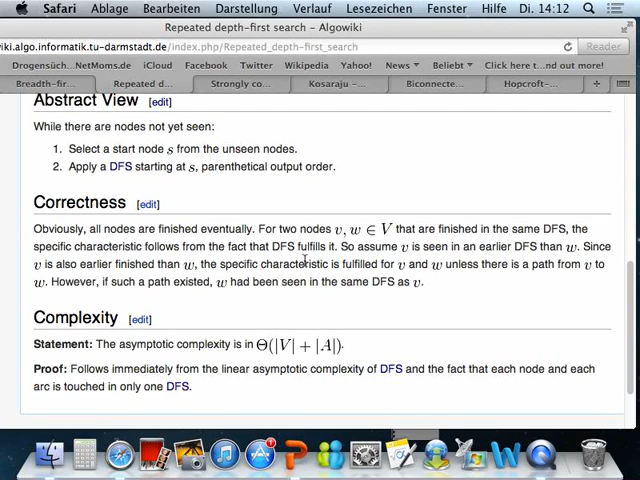 Safari Ablage Bearbeiten Darstellung Verlauf Lesezeichen Fenster Hilfe Di. 14:12
Repeated depth-first search – Algowiki
viki.algo.informatik.tu-darmstadt.de/index.php/Repeated_depth-first_search Reader
Drogensüch...NetMoms.de iCloud Facebook Twitter Wikipedia Yahoo! News Beliebt Click here t...nd out more!
Breadth-fir... Repeated d... Strongly co... Kosaraju -... Biconnecte... Hopcroft-...
Abstract View [edit]
While there are nodes not yet seen:
1. Select a start node s from the unseen nodes.
2. Apply a DFS starting at s, parenthetical output order.
Correctness [edit]
Obviously, all nodes are finished eventually. For two nodes v, w ∈ V that are finished in the same DFS, the
specific characteristic follows from the fact that DFS fulfills it. So assume v is seen in an earlier DFS than w. Since
v is also earlier finished than w, the specific characteristic is fulfilled for v and w unless there is a path from v to
w. However, if such a path existed, w had been seen in the same DFS as v.
Complexity [edit]
Statement: The asymptotic complexity is in Θ(|V| + |A|).
Proof: Follows immediately from the linear asymptotic complexity of DFS and the fact that each node and each
arc is touched in only one DFS.